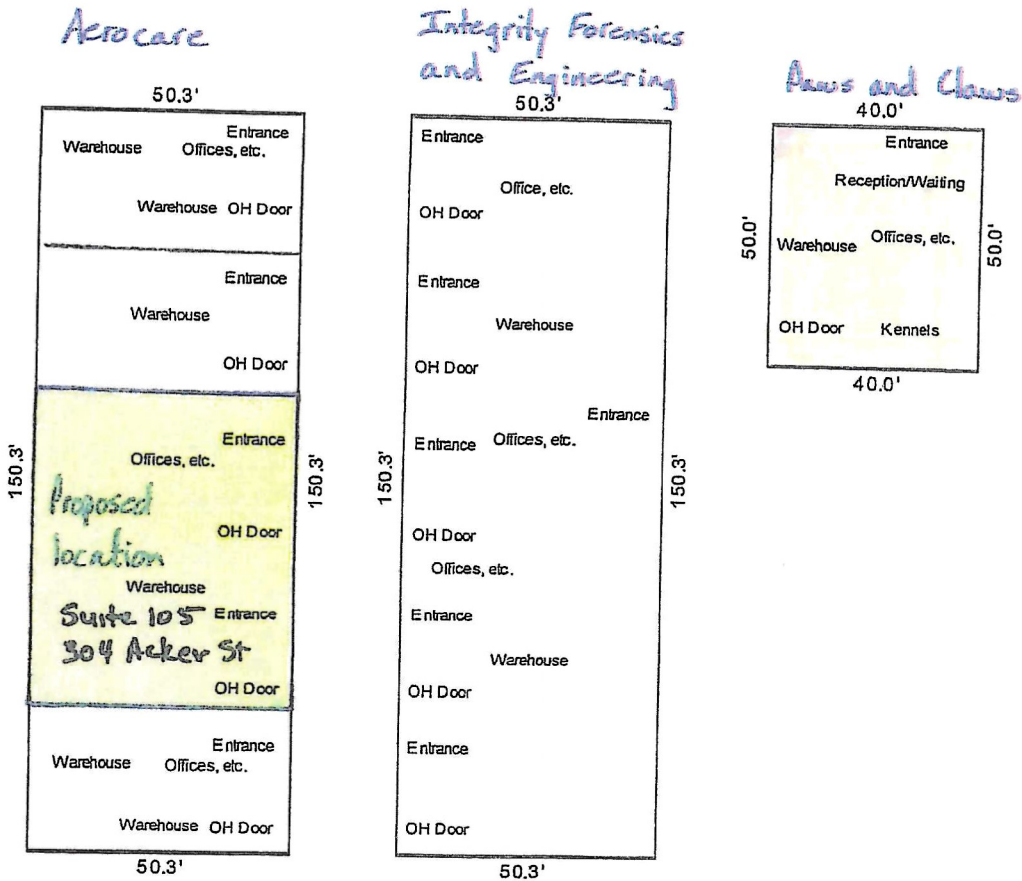 Aerocare
50.3'
Entrance
Warehouse Offices, etc.
Warehouse OH Door
Entrance
Warehouse
OH Door
Entrance
Offices, etc.
Proposed
location
OH Door
Warehouse
Suite 105 Entrance
304 Acker St
OH Door
Entrance
Warehouse Offices, etc.
Warehouse OH Door
150.3'
150.3'
50.3'
Integrity Forensics
and Engineering
50.3'
Entrance
Office, etc.
OH Door
Entrance
Warehouse
OH Door
Entrance
Entrance Offices, etc.
OH Door
Offices, etc.
Entrance
Warehouse
OH Door
Entrance
OH Door
150.3'
150.3'
50.3'
Paws and Claws
40.0'
Entrance
Reception/Waiting
Warehouse Offices, etc.
OH Door Kennels
50.0'
50.0'
40.0'